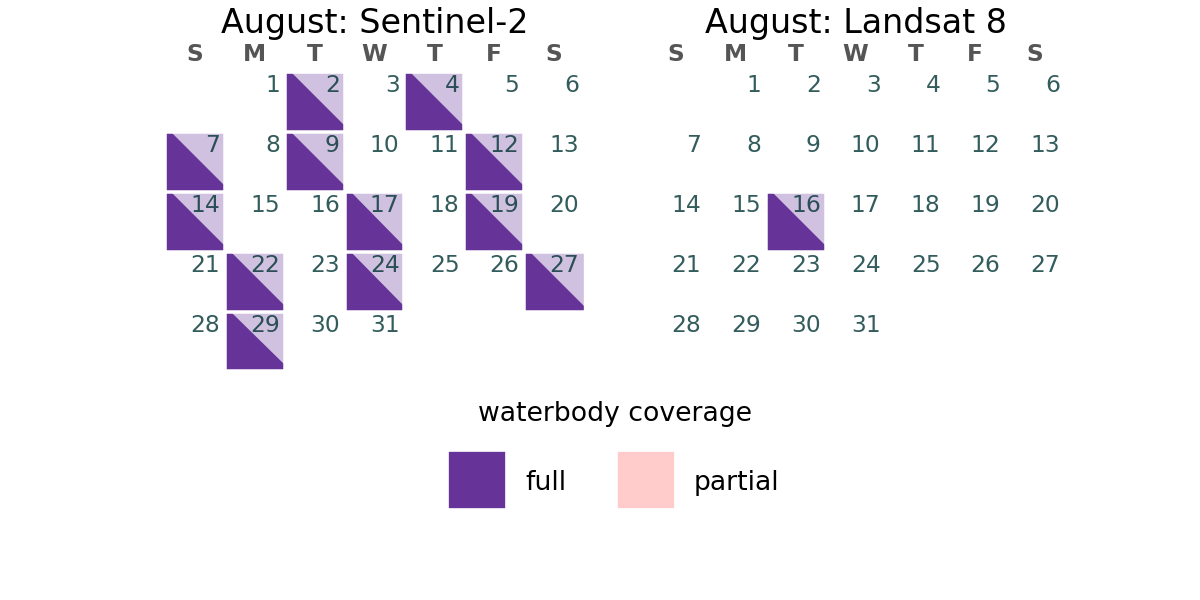 August: Sentinel-2
S M T W T F S
1 2 3 4 5 6
7 8 9 10 11 12 13
14 15 16 17 18 19 20
21 22 23 24 25 26 27
28 29 30 31
August: Landsat 8
S M T W T F S
1 2 3 4 5 6
7 8 9 10 11 12 13
14 15 16 17 18 19 20
21 22 23 24 25 26 27
28 29 30 31
waterbody coverage
full partial